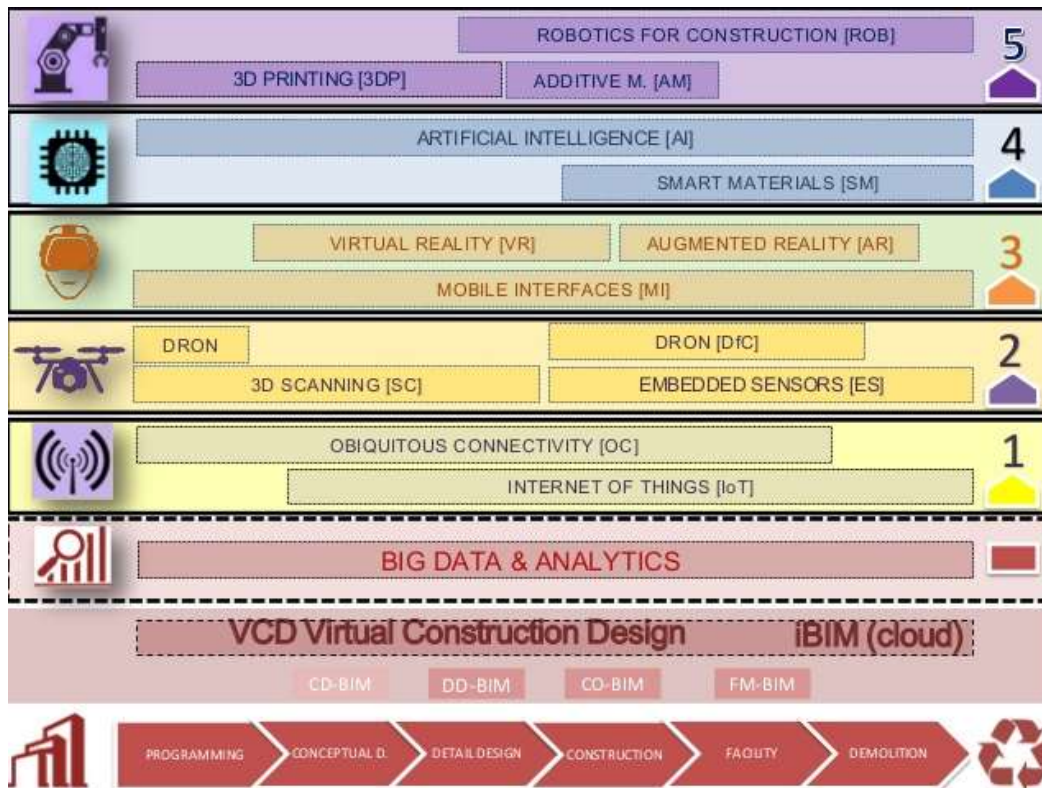 ROBOTICS FOR CONSTRUCTION [ROB]
5
3D PRINTING [3DP]
ADDITIVE M. [AM]
ARTIFICIAL INTELLIGENCE [AI]
4
SMART MATERIALS [SM]
VIRTUAL REALITY [VR]
AUGMENTED REALITY [AR]
3
MOBILE INTERFACES [MI]
DRON
DRON [DfC]
2
3D SCANNING [SC]
EMBEDDED SENSORS [ES]
OBIQUITOUS CONNECTIVITY [OC]
1
INTERNET OF THINGS [IoT]
BIG DATA & ANALYTICS
VCD Virtual Construction Design
iBIM (cloud)
CD-BIM
DD-BIM
CO-BIM
FM-BIM
PROGRAMMING
CONCEPTUAL D.
DETAIL DESIGN
CONSTRUCTION
FACILITY
DEMOLITION